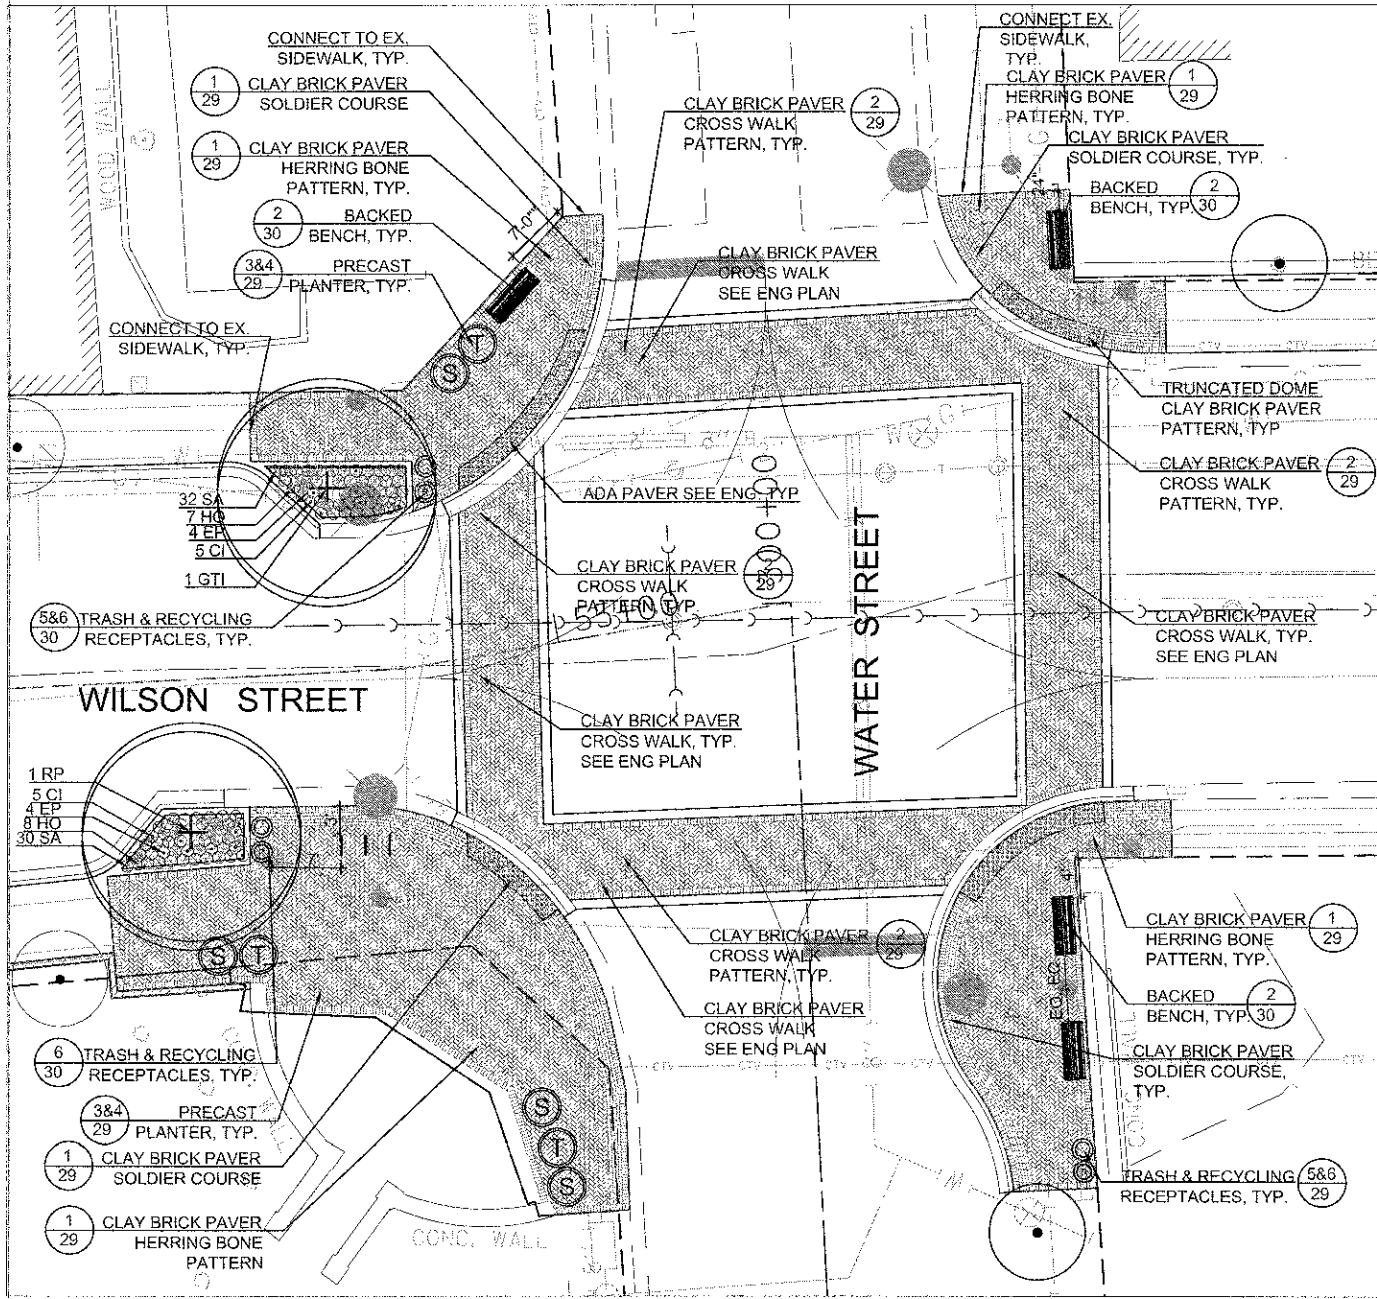 CONNECT TO EX.
SIDEWALK, TYP.
1
29
CLAY BRICK PAVER
SOLDIER COURSE
1
29
CLAY BRICK PAVER
HERRING BONE
PATTERN, TYP.
2
30
BACKED
BENCH, TYP.
3&4
29
PRECAST
PLANTER, TYP.
CONNECT TO EX.
SIDEWALK, TYP.
WOOD WALL
7'-0"
T
S
CLAY BRICK PAVER
CROSS WALK
PATTERN, TYP.
2
29
CLAY BRICK PAVER
CROSS WALK
SEE ENG PLAN
CONNECT EX.
SIDEWALK,
TYP.
CLAY BRICK PAVER
HERRING BONE
PATTERN, TYP.
1
29
CLAY BRICK PAVER
SOLDIER COURSE, TYP.
24"
BACKED
BENCH, TYP.
2
30
TRUNCATED DOME
CLAY BRICK PAVER
PATTERN, TYP
CLAY BRICK PAVER
CROSS WALK
PATTERN, TYP.
2
29
32 SA
7 HO
4 EP
5 CI
1 GTI
ADA PAVER SEE ENG. TYP
CLAY BRICK PAVER
CROSS WALK
PATTERN, TYP.
2
29
5&6
30
TRASH & RECYCLING
RECEPTACLES, TYP.
CLAY BRICK PAVER
CROSS WALK, TYP.
SEE ENG PLAN
WILSON STREET
WATER STREET
CLAY BRICK PAVER
CROSS WALK, TYP.
SEE ENG PLAN
1 RP
5 CI
4 EP
8 HO
30 SA
S
T
CLAY BRICK PAVER
CROSS WALK
PATTERN, TYP.
2
29
CLAY BRICK PAVER
CROSS WALK
SEE ENG PLAN
4'
EQ. EQ.
CLAY BRICK PAVER
HERRING BONE
PATTERN, TYP.
1
29
BACKED
BENCH, TYP.
2
30
CLAY BRICK PAVER
SOLDIER COURSE,
TYP.
6
30
TRASH & RECYCLING
RECEPTACLES, TYP.
3&4
29
PRECAST
PLANTER, TYP.
1
29
CLAY BRICK PAVER
SOLDIER COURSE
1
29
CLAY BRICK PAVER
HERRING BONE
PATTERN
S
T
S
CONC. WALL
TRASH & RECYCLING
RECEPTACLES, TYP.
5&6
29